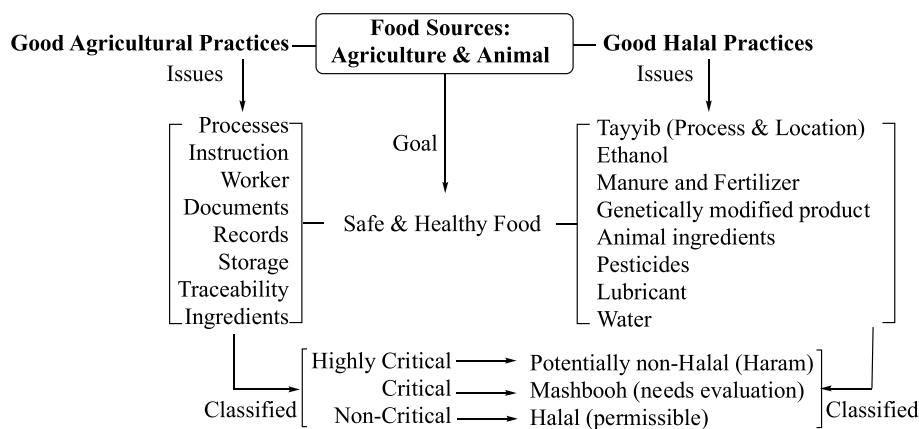 Food Sources:
Agriculture & Animal
Good Agricultural Practices
Good Halal Practices
Issues
Issues
Goal
Processes
Instruction
Worker
Documents
Records
Storage
Traceability
Ingredients
Safe & Healthy Food
Tayyib (Process & Location)
Ethanol
Manure and Fertilizer
Genetically modified product
Animal ingredients
Pesticides
Lubricant
Water
Classified
Highly Critical
Potentially non-Halal (Haram)
Critical
Mashbooh (needs evaluation)
Non-Critical
Halal (permissible)
Classified